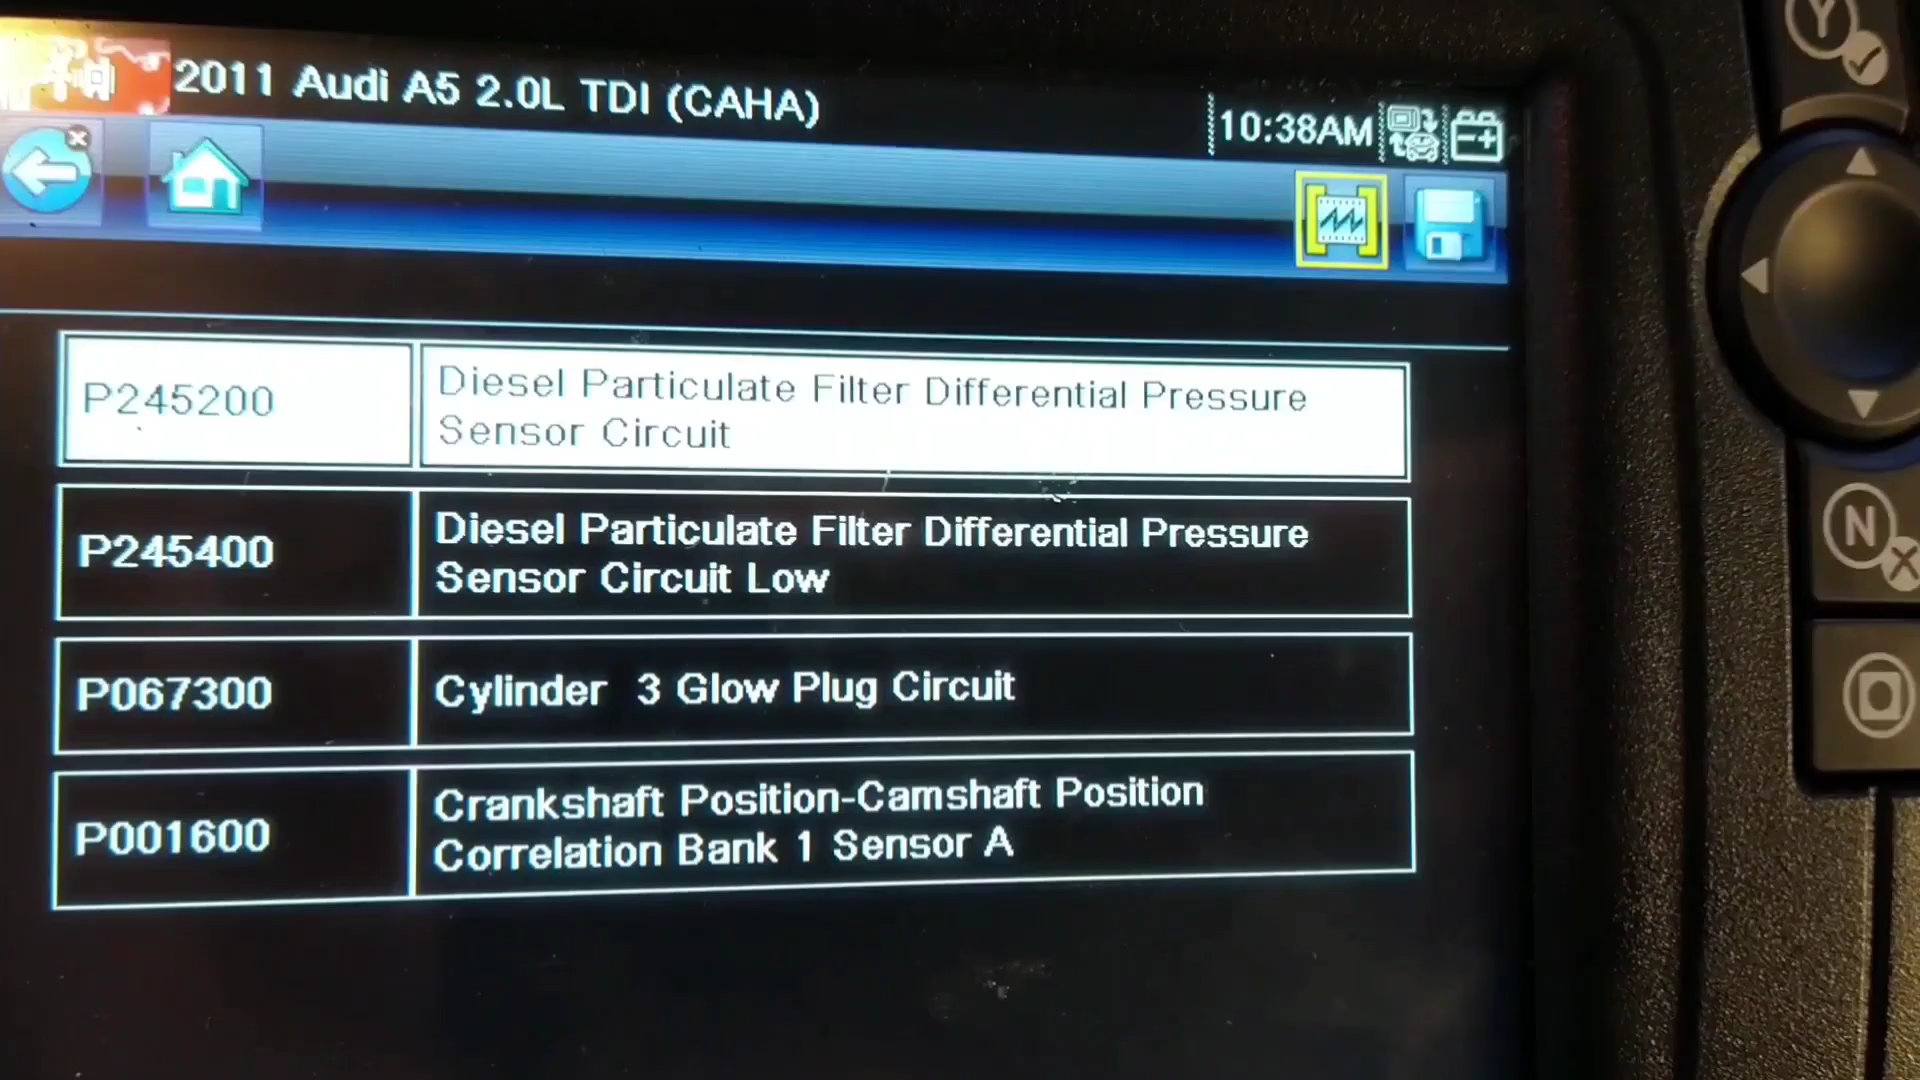 2011 Audi A5 2.0L TDI (CAHA)
10:38AM
P245200
Diesel Particulate Filter Differential Pressure
Sensor Circuit
P245400
Diesel Particulate Filter Differential Pressure
Sensor Circuit Low
P067300
Cylinder 3 Glow Plug Circuit
P001600
Crankshaft Position-Camshaft Position
Correlation Bank 1 Sensor A
Y
N